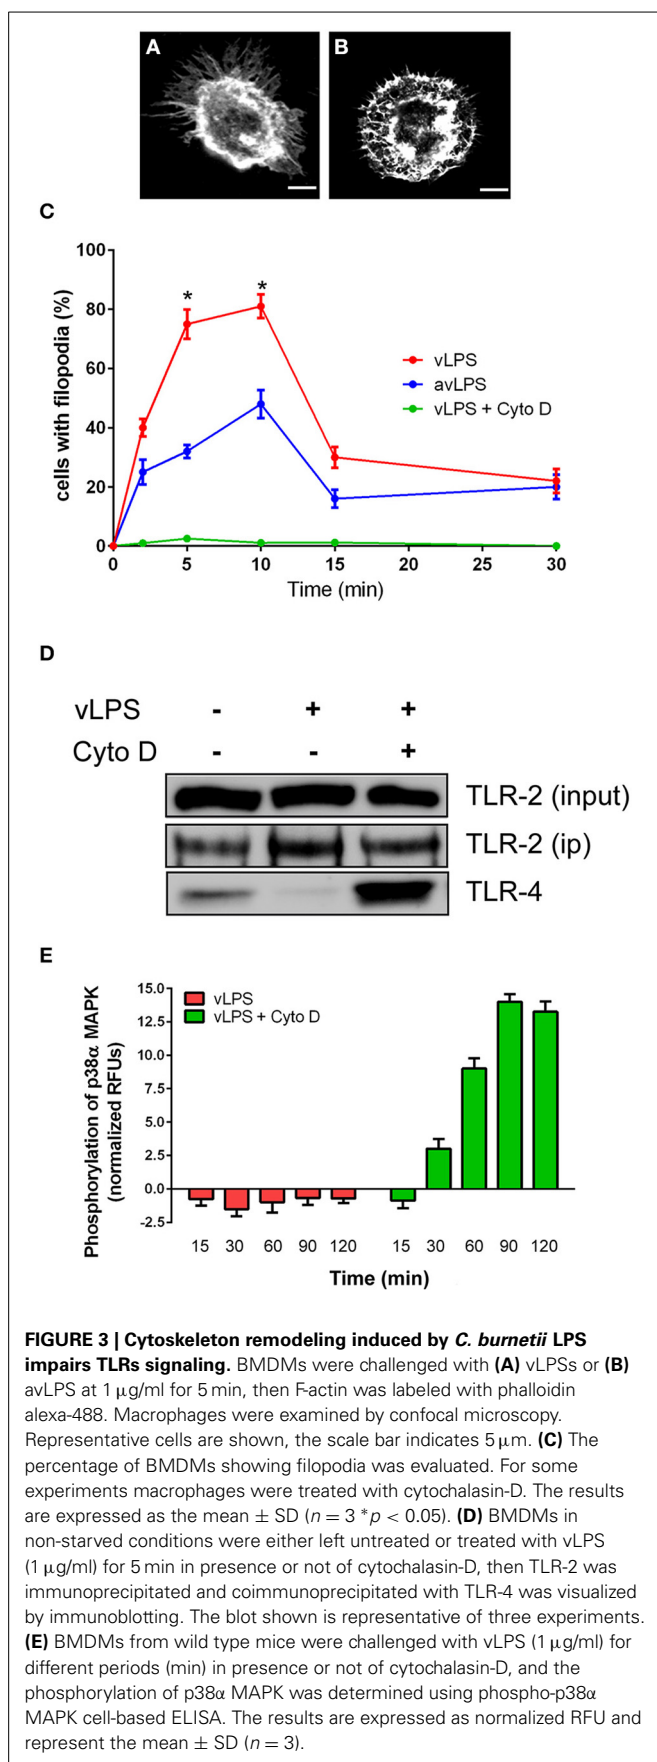 A
B
C
100
80
60
40
20
0
cells with filopodia (%)
* *
vLPS
avLPS
vLPS + Cyto D
0 5 10 15 20 25 30
Time (min)
D
vLPS - + +
Cyto D - - +
TLR-2 (input)
TLR-2 (ip)
TLR-4
E
Phosphorylation of p38α MAPK
(normalized RFUs)
15.0
12.5
10.0
7.5
5.0
2.5
0.0
-2.5
vLPS
vLPS + Cyto D
15 30 60 90 120 15 30 60 90 120
Time (min)
FIGURE 3 | Cytoskeleton remodeling induced by C. burnetii LPS
impairs TLRs signaling. BMDMs were challenged with (A) vLPSs or (B)
avLPS at 1 μg/ml for 5 min, then F-actin was labeled with phalloidin
alexa-488. Macrophages were examined by confocal microscopy.
Representative cells are shown, the scale bar indicates 5 μm. (C) The
percentage of BMDMs showing filopodia was evaluated. For some
experiments macrophages were treated with cytochalasin-D. The results
are expressed as the mean ± SD (n = 3 *p < 0.05). (D) BMDMs in
non-starved conditions were either left untreated or treated with vLPS
(1 μg/ml) for 5 min in presence or not of cytochalasin-D, then TLR-2 was
immunoprecipitated and coimmunoprecipitated with TLR-4 was visualized
by immunoblotting. The blot shown is representative of three experiments.
(E) BMDMs from wild type mice were challenged with vLPS (1 μg/ml) for
different periods (min) in presence or not of cytochalasin-D, and the
phosphorylation of p38α MAPK was determined using phospho-p38α
MAPK cell-based ELISA. The results are expressed as normalized RFU and
represent the mean ± SD (n = 3).